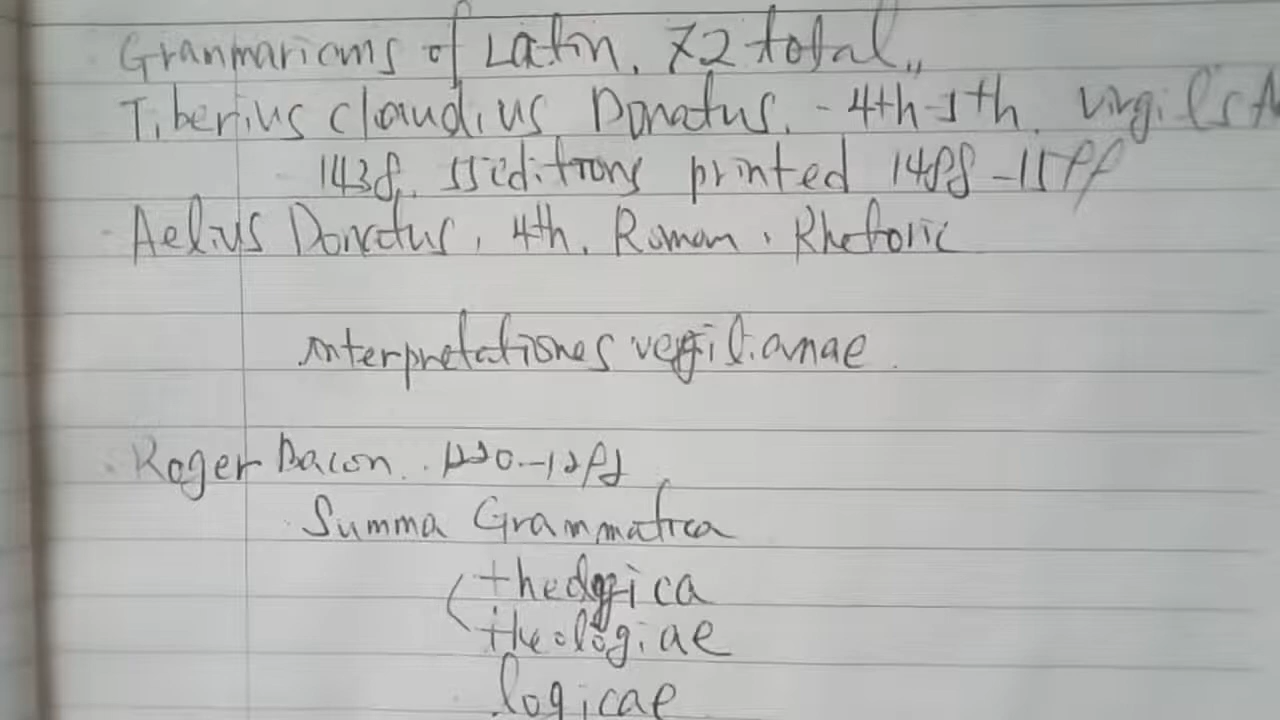 Grammarians of Latin. 72 total,,
Tiberius claudius Donatus. - 4th-5th. Virgil's
1438. 55 editions printed 1488 - 1599
Aelius Donatus, 4th. Roman. Rhetoric
Interpretationes vergilianae.
Roger Bacon. 1220.-1292
Summa Grammatica
theologica
theologiae
logicae